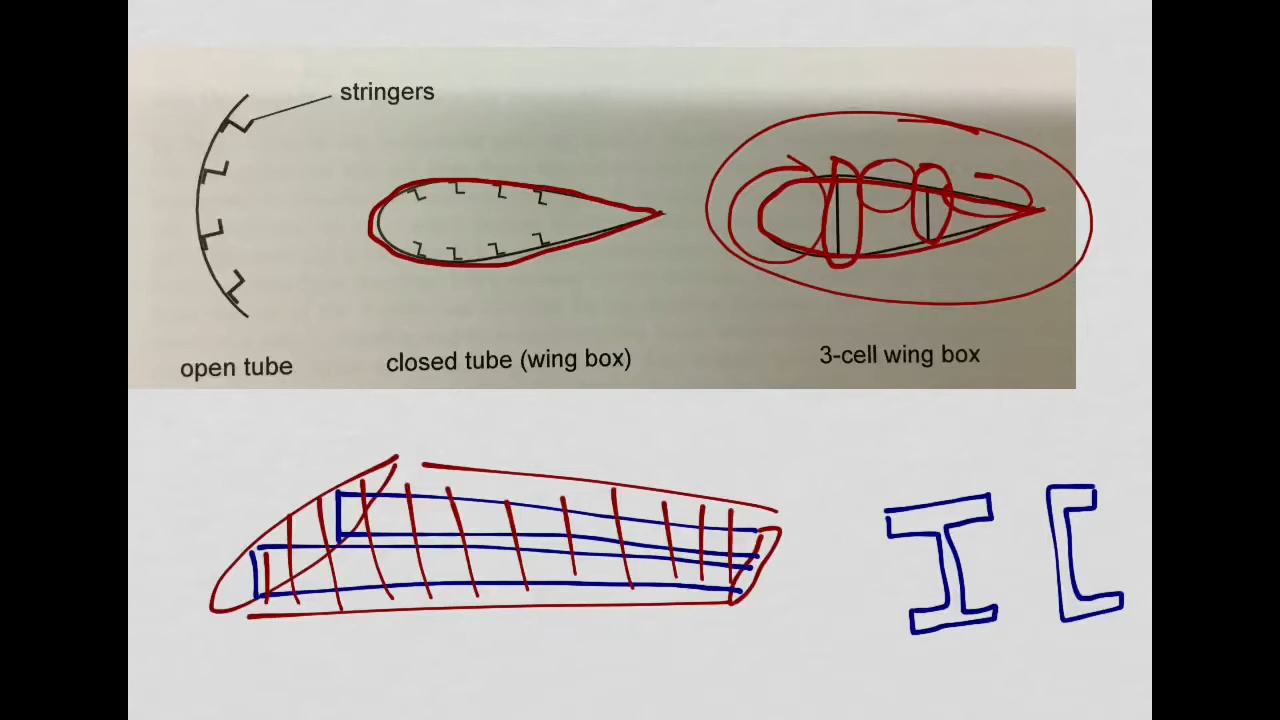 stringers
open tube
closed tube (wing box)
3-cell wing box